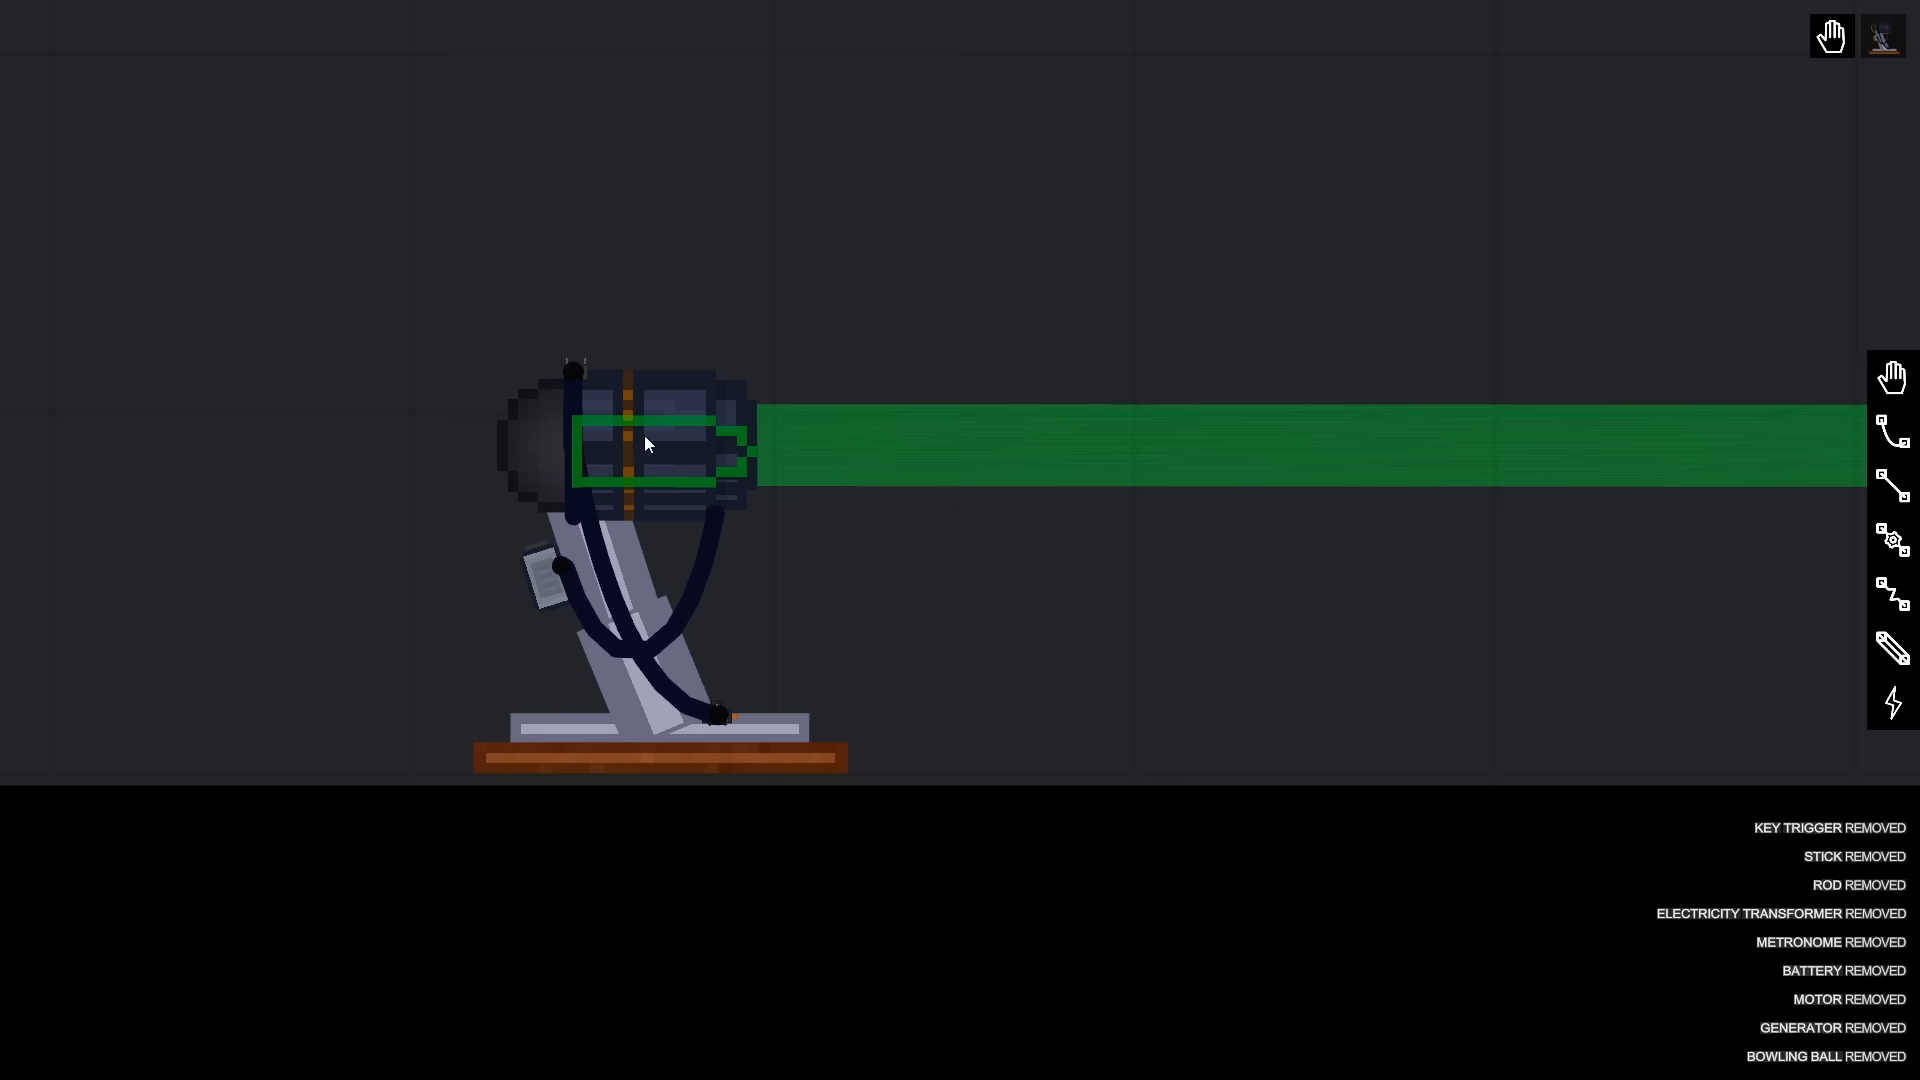 KEY TRIGGER REMOVED
STICK REMOVED
ROD REMOVED
ELECTRICITY TRANSFORMER REMOVED
METRONOME REMOVED
BATTERY REMOVED
MOTOR REMOVED
GENERATOR REMOVED
BOWLING BALL REMOVED